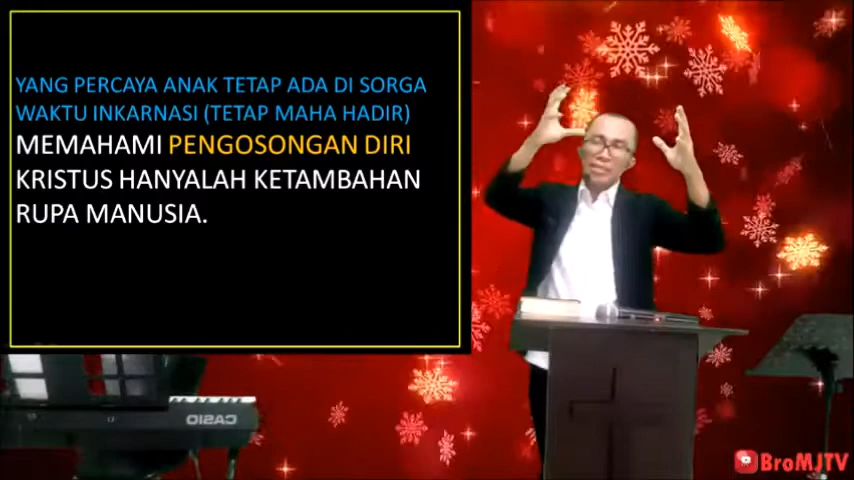 YANG PERCAYA ANAK TETAP ADA DI SORGA
WAKTU INKARNASI (TETAP MAHA HADIR)
MEMAHAMI PENGOSONGAN DIRI
KRISTUS HANYALAH KETAMBAHAN
RUPA MANUSIA.
CASIO
BroMJTV